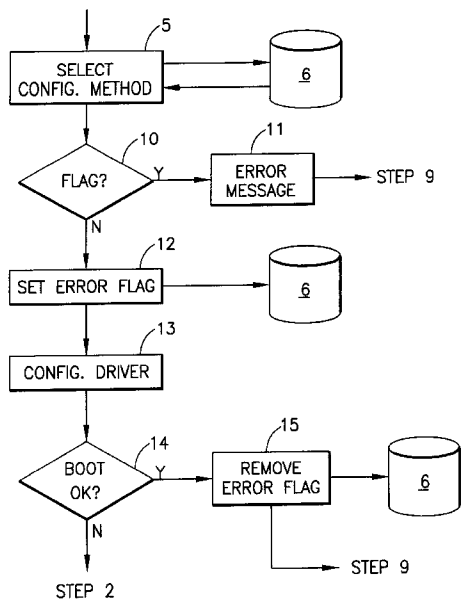 5
SELECT
CONFIG. METHOD
6
10
FLAG?
Y
11
ERROR
MESSAGE
STEP 9
N
12
SET ERROR FLAG
6
13
CONFIG. DRIVER
14
BOOT
OK?
Y
15
REMOVE
ERROR FLAG
6
N
STEP 9
STEP 2